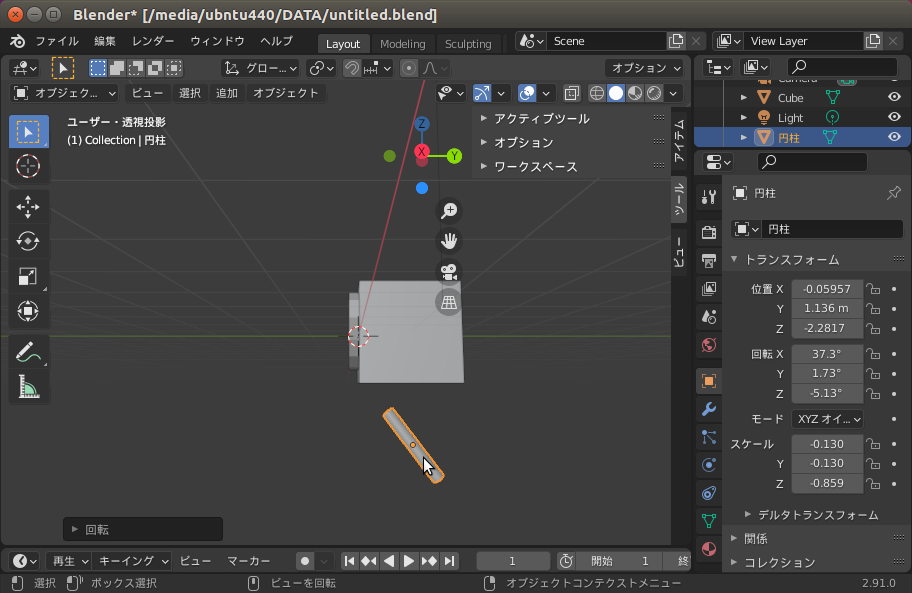 Blender* [/media/ubntu440/DATA/untitled.blend]
ファイル 編集 レンダー ウィンドウ ヘルプ Layout Modeling Sculpting Scene View Layer
グロー... オプション
オブジェク... ビュー 選択 追加 オブジェクト
ユーザー・透視投影
(1) Collection | 円柱
Z
X
Y
アクティブツール
オプション
ワークスペース
アイテム
ツール
ビュー
回転
Cube
Light
円柱
円柱
円柱
トランスフォーム
位置 X -0.05957
Y 1.136 m
Z -2.2817
回転 X 37.3°
Y 1.73°
Z -5.13°
モード XYZ オイ...
スケール -0.130
Y -0.130
Z -0.859
デルタトランスフォーム
関係
コレクション
再生 キーイング ビュー マーカー 1 開始 1 終
選択 ボックス選択 ビューを回転 オブジェクトコンテクストメニュー 2.91.0